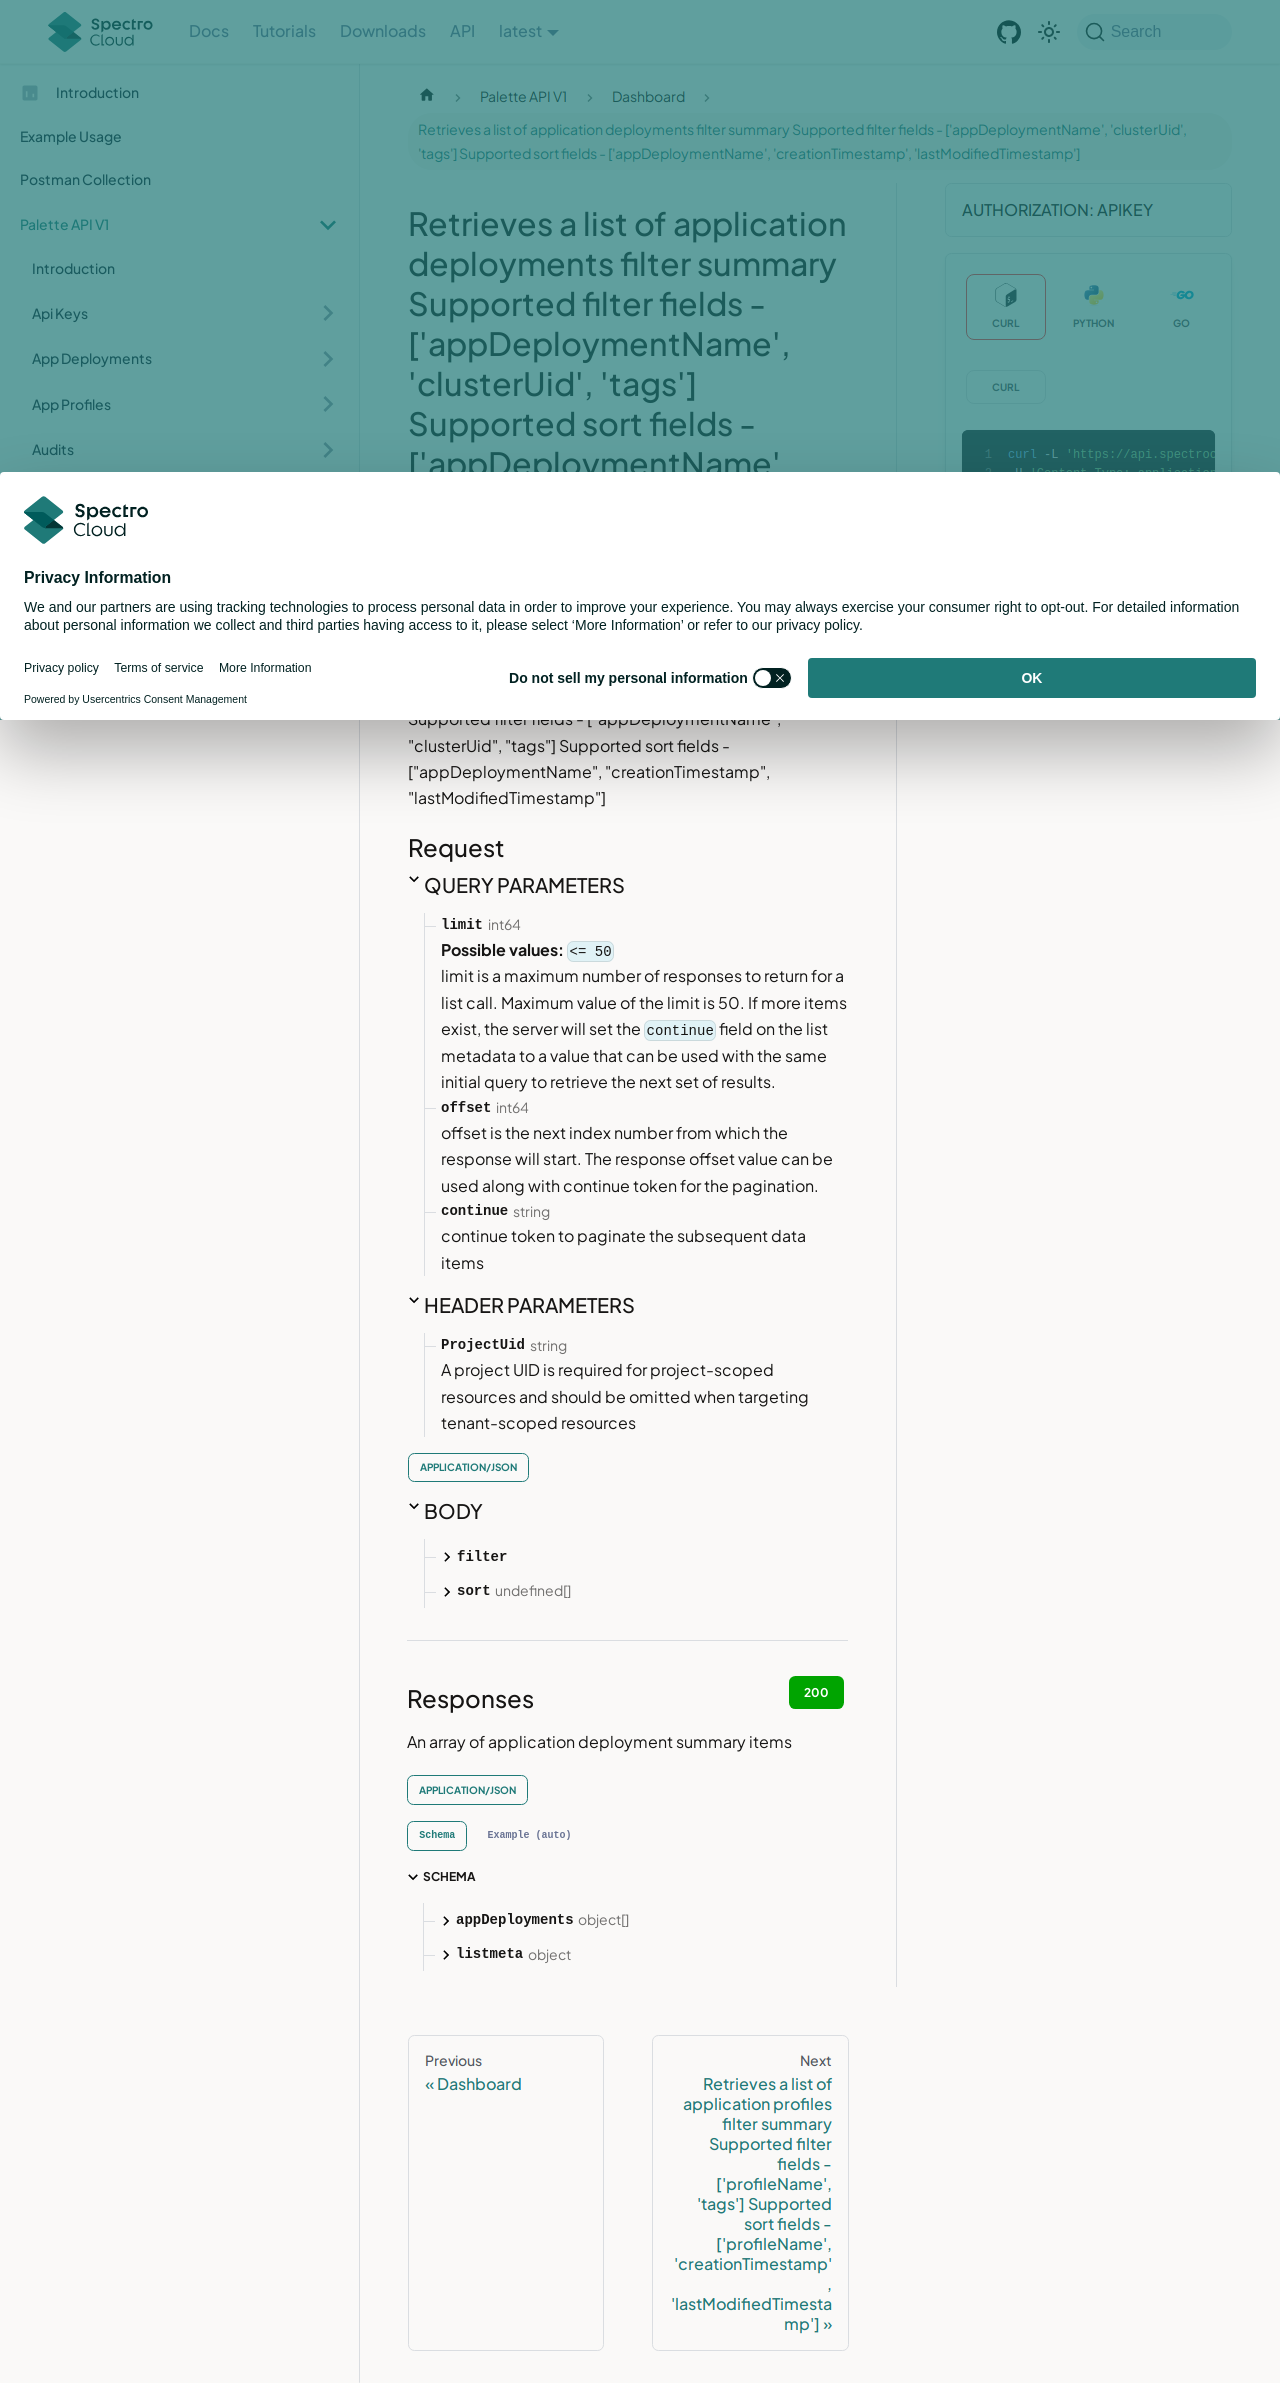 Spectro Cloud
Docs
Tutorials
Downloads
API
latest
Search
Introduction
Example Usage
Postman Collection
Palette API V1
Introduction
Api Keys
App Deployments
App Profiles
Audits
Palette API V1
Dashboard
Retrieves a list of application deployments filter summary Supported filter fields - ['appDeploymentName', 'clusterUid',
'tags'] Supported sort fields - ['appDeploymentName', 'creationTimestamp', 'lastModifiedTimestamp']
Retrieves a list of application
deployments filter summary
Supported filter fields -
['appDeploymentName',
'clusterUid', 'tags']
Supported sort fields -
['appDeploymentName',
AUTHORIZATION: APIKEY
CURL
PYTHON
GO
CURL
1 curl -L 'https://api.spectroc
Spectro
Cloud
Privacy Information
We and our partners are using tracking technologies to process personal data in order to improve your experience. You may always exercise your consumer right to opt-out. For detailed information
about personal information we collect and third parties having access to it, please select ‘More Information’ or refer to our privacy policy.
Privacy policy
Terms of service
More Information
Powered by Usercentrics Consent Management
Do not sell my personal information
OK
Supported filter fields - ["appDeploymentName",
"clusterUid", "tags"] Supported sort fields -
["appDeploymentName", "creationTimestamp",
"lastModifiedTimestamp"]
Request
QUERY PARAMETERS
limit int64
Possible values: <= 50
limit is a maximum number of responses to return for a
list call. Maximum value of the limit is 50. If more items
exist, the server will set the continue field on the list
metadata to a value that can be used with the same
initial query to retrieve the next set of results.
offset int64
offset is the next index number from which the
response will start. The response offset value can be
used along with continue token for the pagination.
continue string
continue token to paginate the subsequent data
items
HEADER PARAMETERS
ProjectUid string
A project UID is required for project-scoped
resources and should be omitted when targeting
tenant-scoped resources
APPLICATION/JSON
BODY
filter
sort undefined[]
Responses
200
An array of application deployment summary items
APPLICATION/JSON
Schema
Example (auto)
SCHEMA
appDeployments object[]
listmeta object
Previous
« Dashboard
Next
Retrieves a list of
application profiles
filter summary
Supported filter
fields -
['profileName',
'tags'] Supported
sort fields -
['profileName',
'creationTimestamp'
,
'lastModifiedTimesta
mp'] »